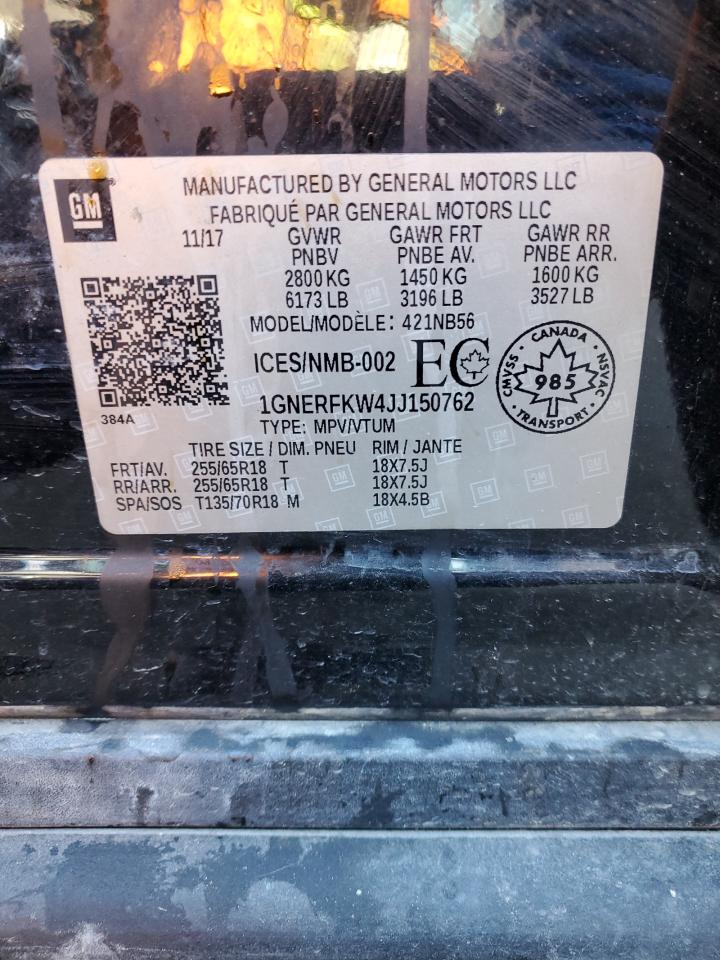 GM
MANUFACTURED BY GENERAL MOTORS LLC
FABRIQUÉ PAR GENERAL MOTORS LLC
11/17 GVWR GAWR FRT GAWR RR
PNBV PNBE AV. PNBE ARR.
2800 KG 1450 KG 1600 KG
6173 LB 3196 LB 3527 LB
MODEL/MODÈLE: 421NB56
ICES/NMB-002 EC
CANADA
CMVSS 985 NSVAC
TRANSPORT
1GNERFKW4JJ150762
384A
TYPE: MPV/VTUM
TIRE SIZE / DIM. PNEU RIM / JANTE
FRT/AV. 255/65R18 T 18X7.5J
RR/ARR. 255/65R18 T 18X7.5J
SPA/SOS T135/70R18 M 18X4.5B